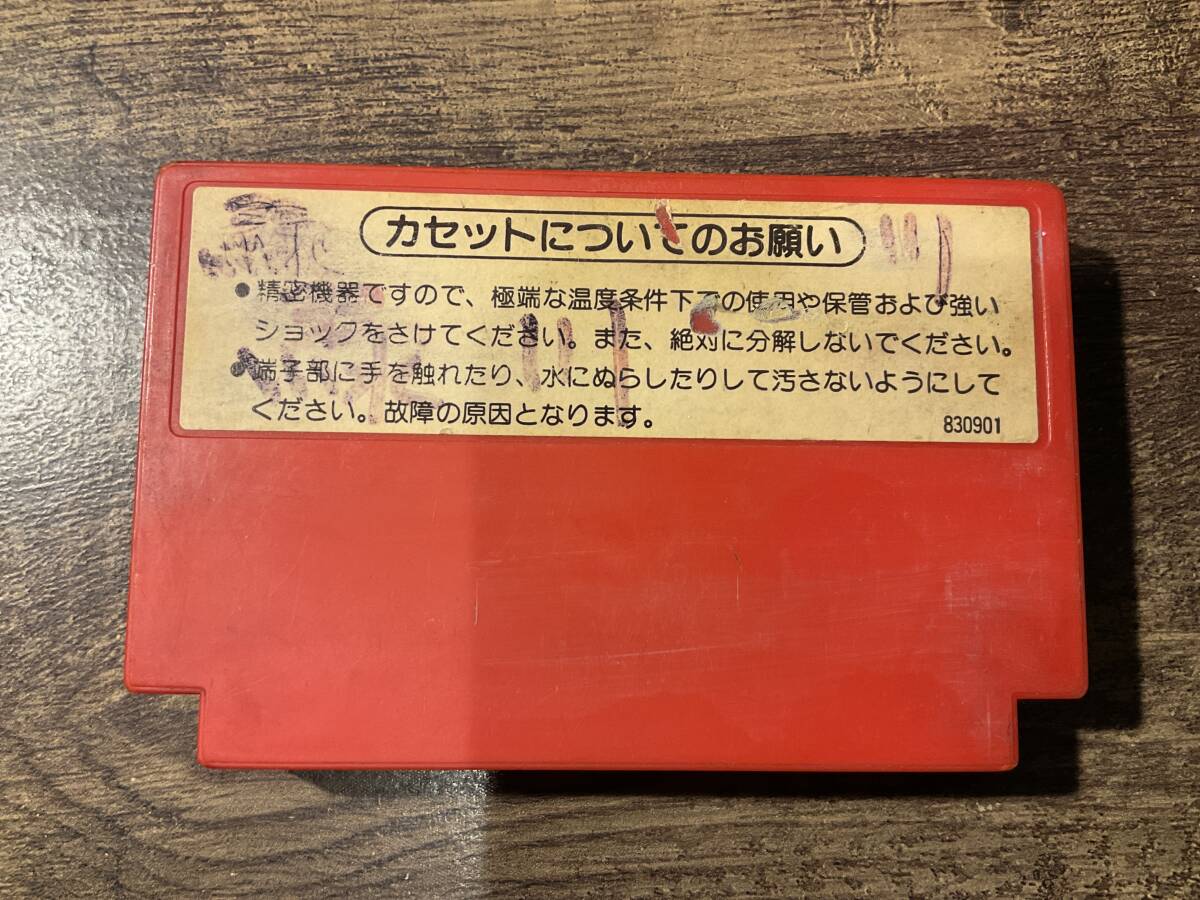 カセットについてのお願い
● 精密機器ですので、極端な温度条件下での使用や保管および強い
ショックをさけてください。また、絶対に分解しないでください。
● 端子部に手を触れたり、水にぬらしたりして汚さないようにして
ください。故障の原因となります。
830901